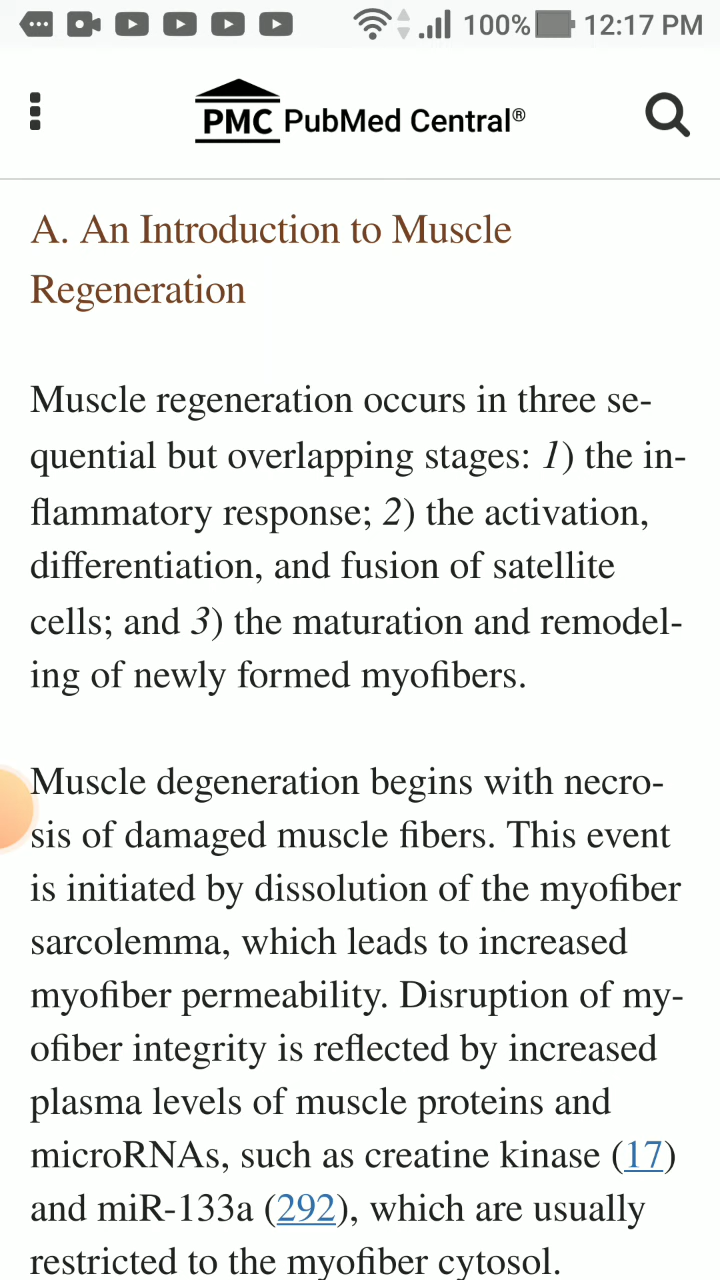 100% 12:17 PM
PMC PubMed Central®
A. An Introduction to Muscle
Regeneration
Muscle regeneration occurs in three se-
quential but overlapping stages: 1) the in-
flammatory response; 2) the activation,
differentiation, and fusion of satellite
cells; and 3) the maturation and remodel-
ing of newly formed myofibers.
Muscle degeneration begins with necro-
sis of damaged muscle fibers. This event
is initiated by dissolution of the myofiber
sarcolemma, which leads to increased
myofiber permeability. Disruption of my-
ofiber integrity is reflected by increased
plasma levels of muscle proteins and
microRNAs, such as creatine kinase (17)
and miR-133a (292), which are usually
restricted to the myofiber cytosol.